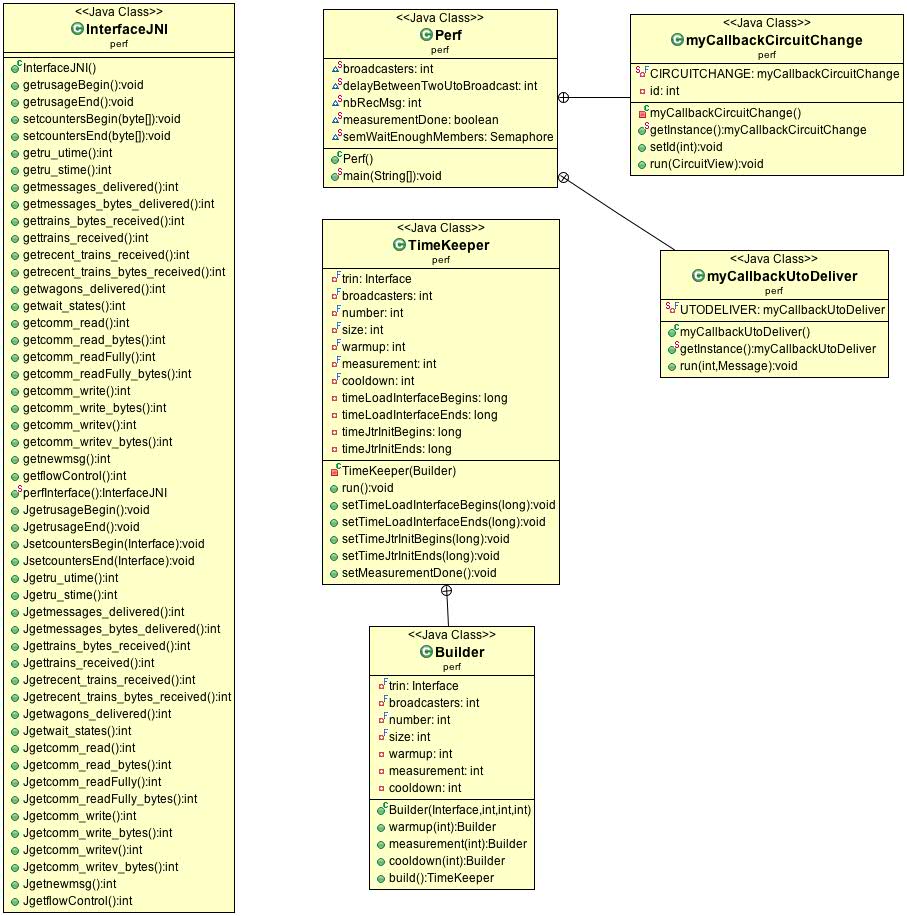 <<Java Class>>
InterfaceJNI
perf
InterfaceJNI()
getrusageBegin():void
getrusageEnd():void
setcountersBegin(byte[]):void
setcountersEnd(byte[]):void
getru_utime():int
getru_stime():int
getmessages_delivered():int
getmessages_bytes_delivered():int
gettrains_bytes_received():int
gettrains_received():int
getrecent_trains_received():int
getrecent_trains_bytes_received():int
getwagons_delivered():int
getwait_states():int
getcomm_read():int
getcomm_read_bytes():int
getcomm_readFully():int
getcomm_readFully_bytes():int
getcomm_write():int
getcomm_write_bytes():int
getcomm_writev():int
getcomm_writev_bytes():int
getnewmsg():int
getflowControl():int
perfInterface():InterfaceJNI
JgetrusageBegin():void
JgetrusageEnd():void
JsetcountersBegin(Interface):void
JsetcountersEnd(Interface):void
Jgetru_utime():int
Jgetru_stime():int
Jgetmessages_delivered():int
Jgetmessages_bytes_delivered():int
Jgettrains_bytes_received():int
Jgettrains_received():int
Jgetrecent_trains_received():int
Jgetrecent_trains_bytes_received():int
Jgetwagons_delivered():int
Jgetwait_states():int
Jgetcomm_read():int
Jgetcomm_read_bytes():int
Jgetcomm_readFully():int
Jgetcomm_readFully_bytes():int
Jgetcomm_write():int
Jgetcomm_write_bytes():int
Jgetcomm_writev():int
Jgetcomm_writev_bytes():int
Jgetnewmsg():int
JgetflowControl():int
<<Java Class>>
Perf
perf
broadcasters: int
delayBetweenTwoUtoBroadcast: int
nbRecMsg: int
measurementDone: boolean
semWaitEnoughMembers: Semaphore
Perf()
main(String[]):void
<<Java Class>>
myCallbackCircuitChange
perf
CIRCUITCHANGE: myCallbackCircuitChange
id: int
myCallbackCircuitChange()
getInstance():myCallbackCircuitChange
setId(int):void
run(CircuitView):void
<<Java Class>>
TimeKeeper
perf
trin: Interface
broadcasters: int
number: int
size: int
warmup: int
measurement: int
cooldown: int
timeLoadInterfaceBegins: long
timeLoadInterfaceEnds: long
timeJtrInitBegins: long
timeJtrInitEnds: long
TimeKeeper(Builder)
run():void
setTimeLoadInterfaceBegins(long):void
setTimeLoadInterfaceEnds(long):void
setTimeJtrInitBegins(long):void
setTimeJtrInitEnds(long):void
setMeasurementDone():void
<<Java Class>>
myCallbackUtoDeliver
perf
UTODELIVER: myCallbackUtoDeliver
myCallbackUtoDeliver()
getInstance():myCallbackUtoDeliver
run(int,Message):void
<<Java Class>>
Builder
perf
trin: Interface
broadcasters: int
number: int
size: int
warmup: int
measurement: int
cooldown: int
Builder(Interface,int,int,int)
warmup(int):Builder
measurement(int):Builder
cooldown(int):Builder
build():TimeKeeper